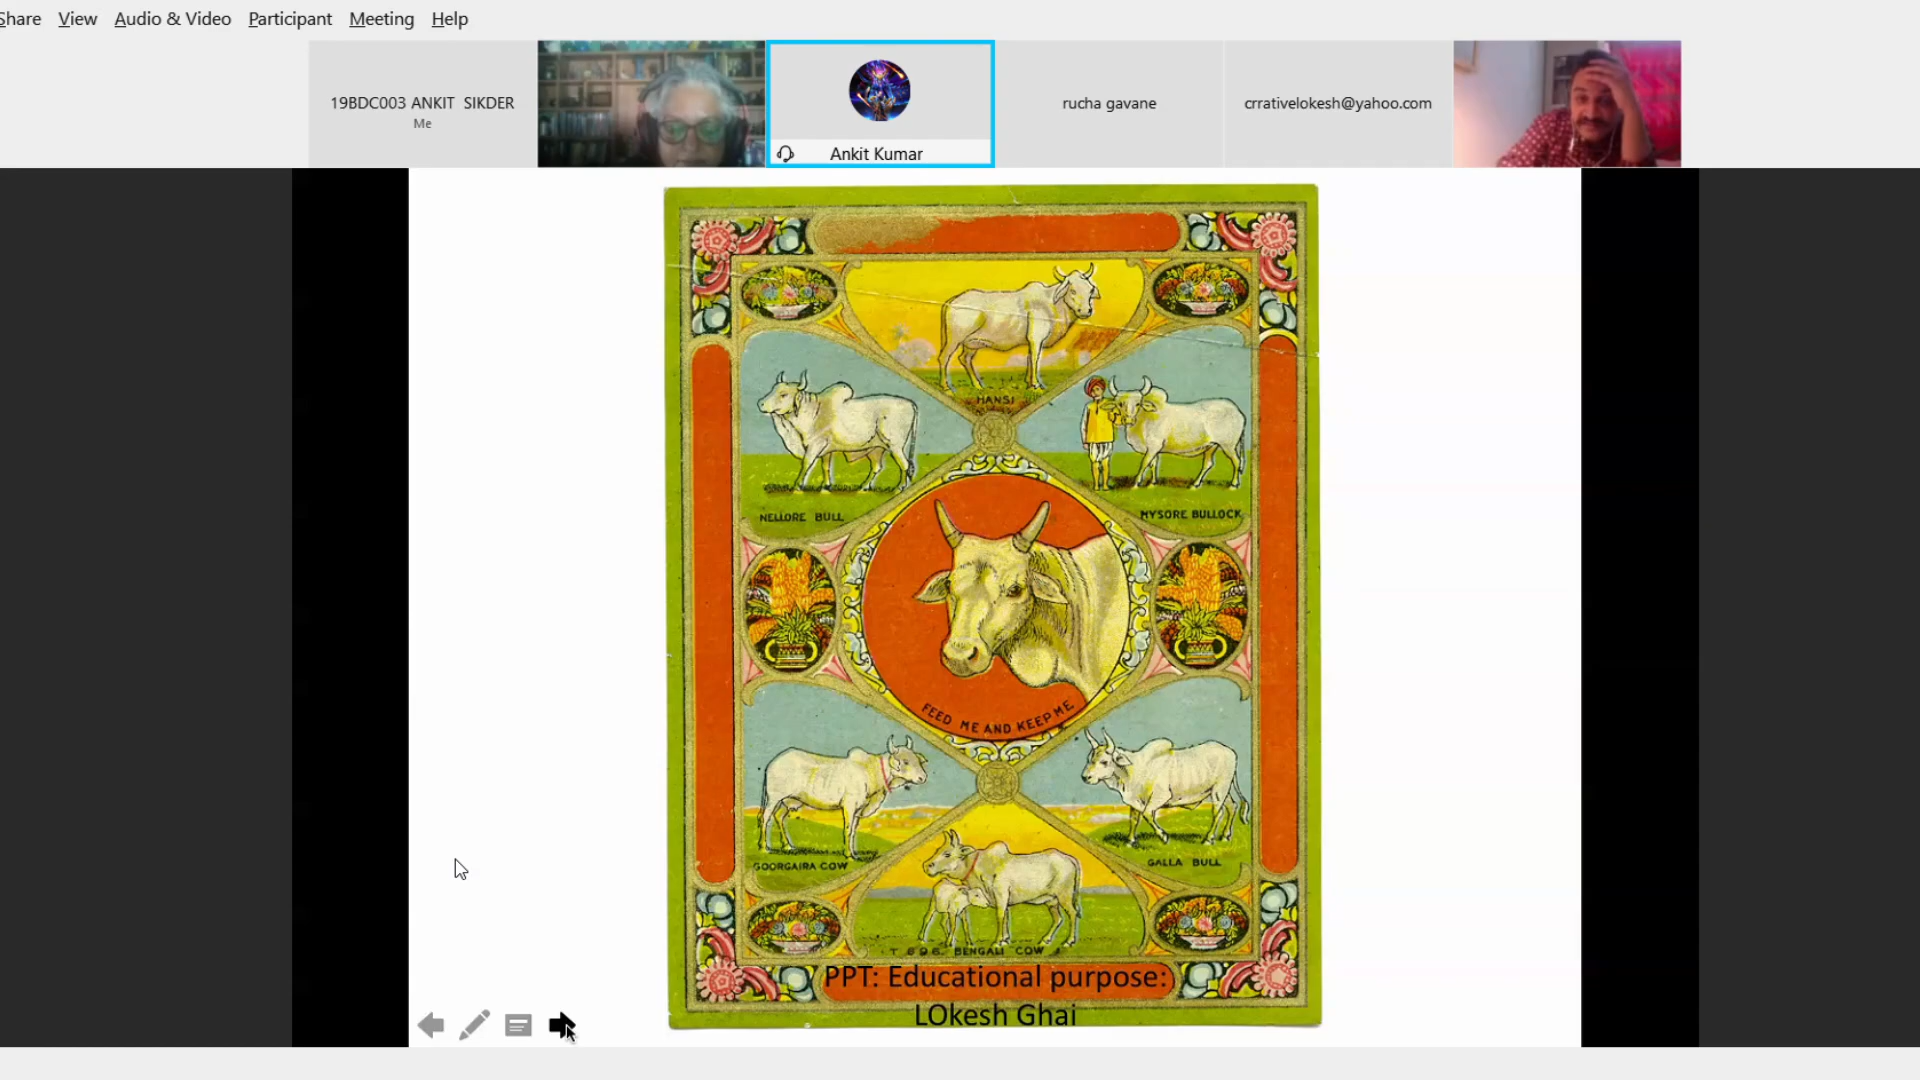 Share View Audio & Video Participant Meeting Help
19BDC003 ANKIT SIKDER
Me
Ankit Kumar
rucha gavane
crrativelokesh@yahoo.com
HANSI
NELLORE BULL
MYSORE BULLOCK
FEED ME AND KEEP ME
GOORGAIRA COW
GALLA BULL
T 696. BENGALI COW
PPT: Educational purpose:
LOkesh Ghai